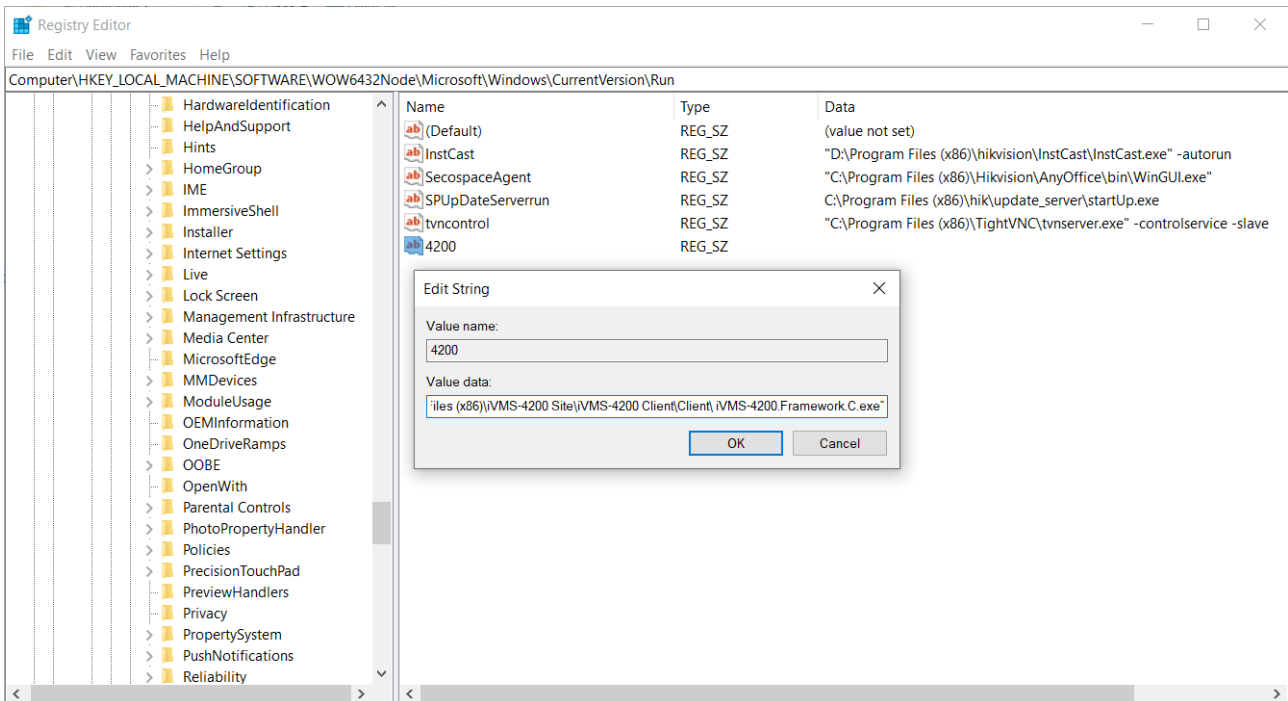 Registry Editor
File Edit View Favorites Help
Computer\HKEY_LOCAL_MACHINE\SOFTWARE\WOW6432Node\Microsoft\Windows\CurrentVersion\Run
HardwareIdentification
HelpAndSupport
Hints
HomeGroup
IME
ImmersiveShell
Installer
Internet Settings
Live
Lock Screen
Management Infrastructure
Media Center
MicrosoftEdge
MMDevices
ModuleUsage
OEMInformation
OneDriveRamps
OOBE
OpenWith
Parental Controls
PhotoPropertyHandler
Policies
PrecisionTouchPad
PreviewHandlers
Privacy
PropertySystem
PushNotifications
Reliability
Name Type Data
ab (Default) REG_SZ (value not set)
ab InstCast REG_SZ "D:\Program Files (x86)\hikvision\InstCast\InstCast.exe" -autorun
ab SecospaceAgent REG_SZ "C:\Program Files (x86)\Hikvision\AnyOffice\bin\WinGUI.exe"
ab SPUpDateServerrun REG_SZ C:\Program Files (x86)\hik\update_server\startUp.exe
ab tvncontrol REG_SZ "C:\Program Files (x86)\TightVNC\tvnserver.exe" -controlservice -slave
ab 4200 REG_SZ
Edit String
Value name:
4200
Value data:
iles (x86)\iVMS-4200 Site\iVMS-4200 Client\Client\ iVMS-4200.Framework.C.exe"
OK Cancel